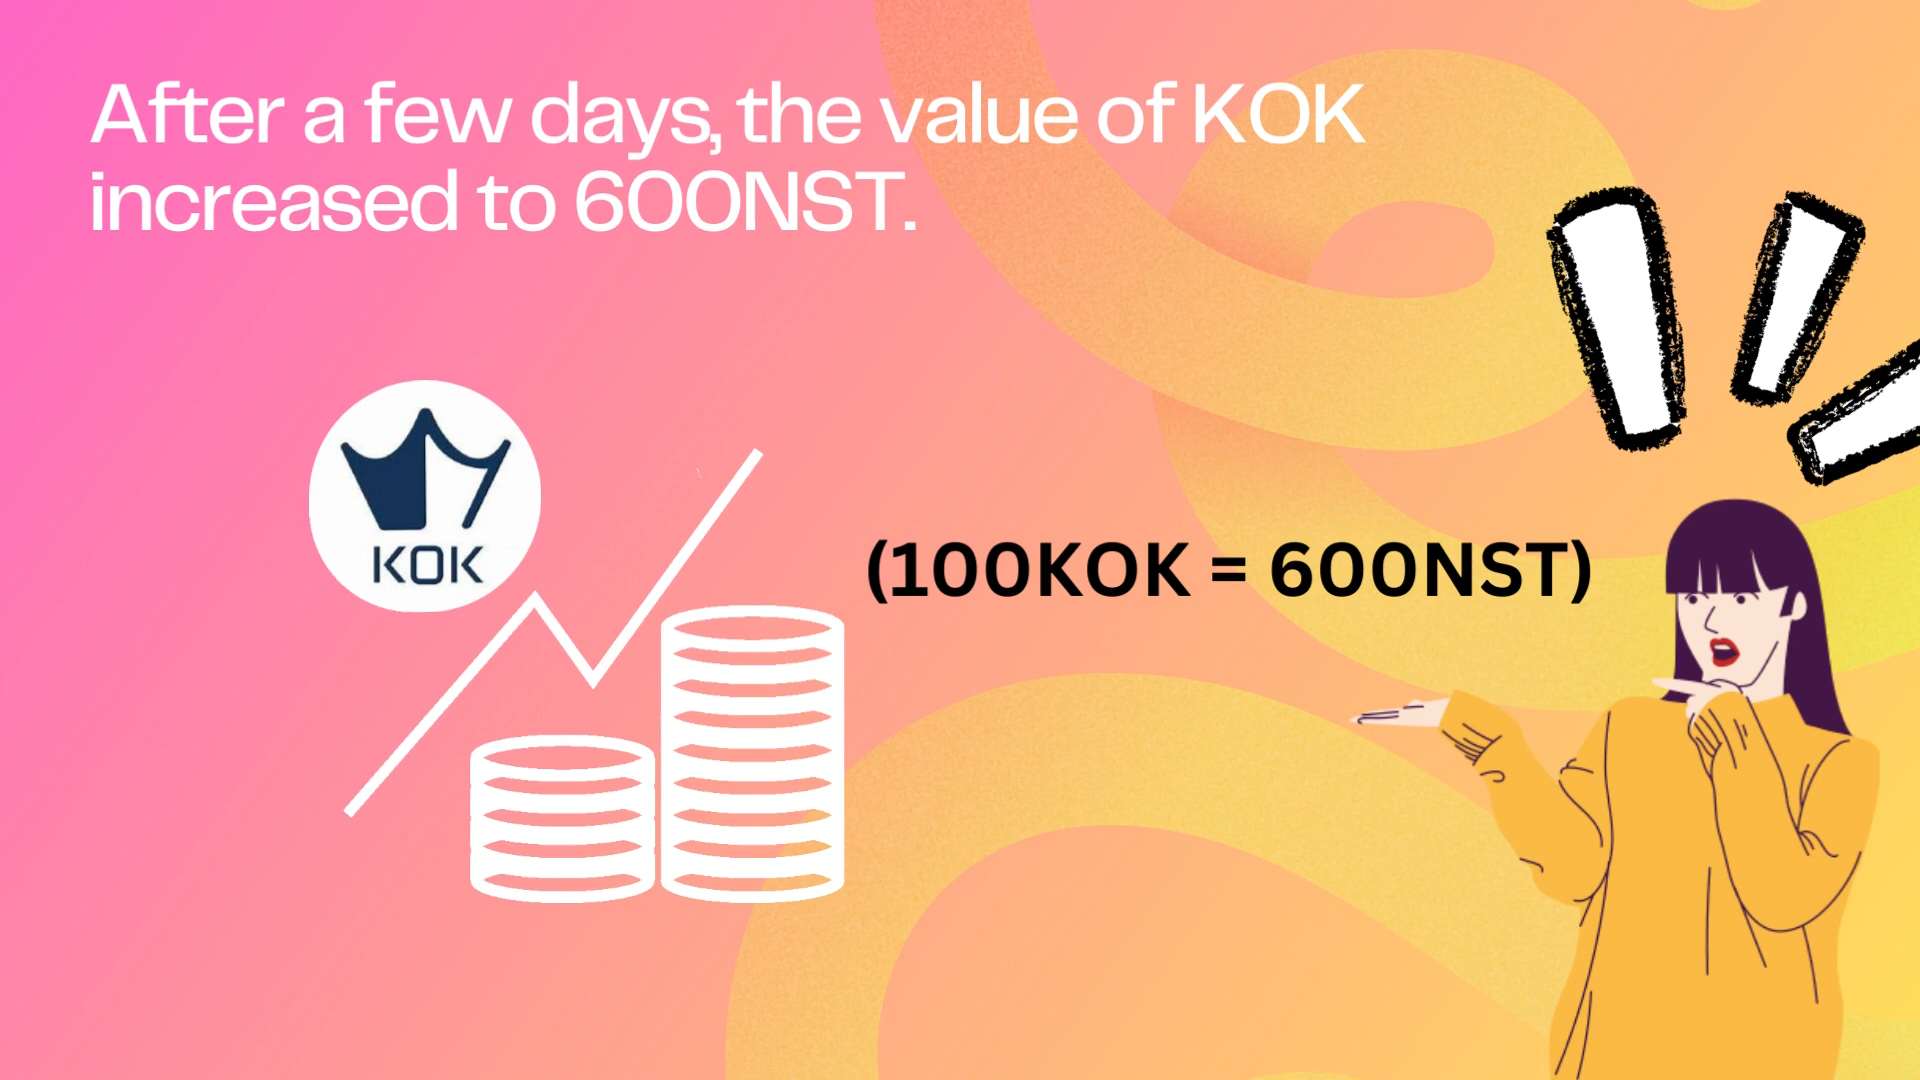 After a few days, the value of KOK
increased to 600NST.
KOK
(100KOK = 600NST)